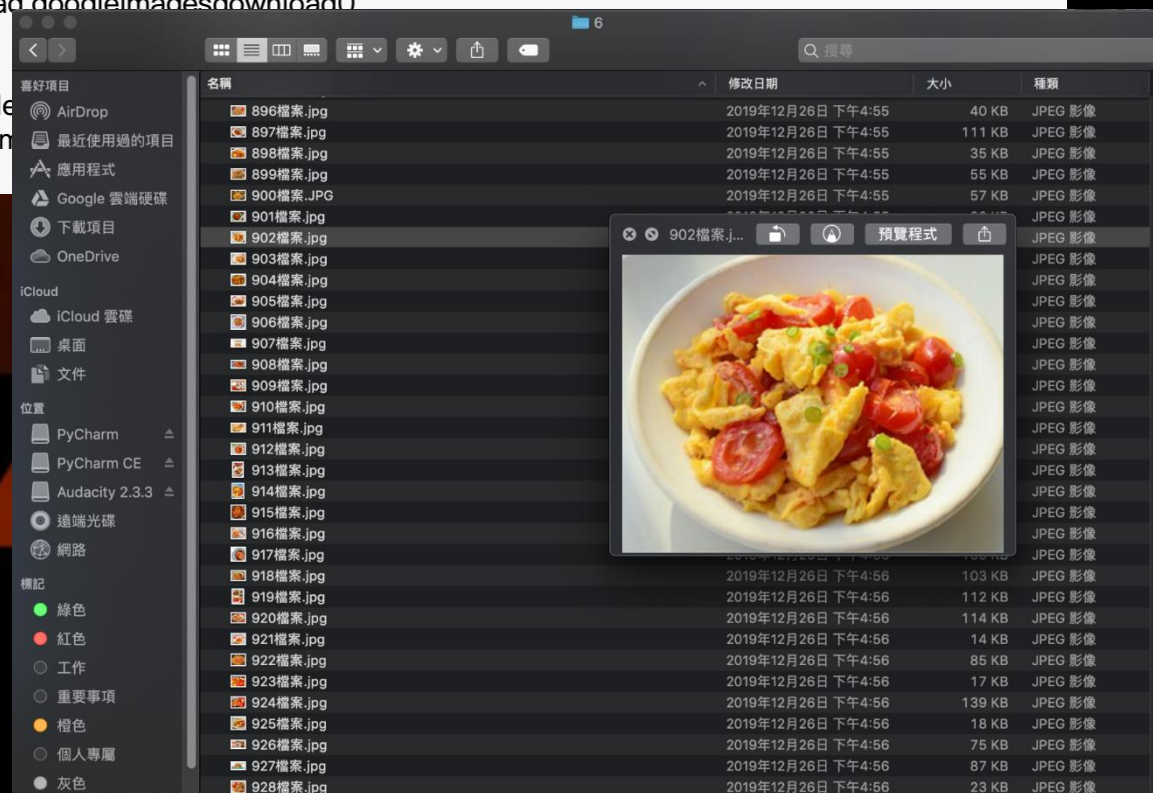 googleimagesdownload()
6
搜尋
喜好項目
AirDrop
最近使用過的項目
應用程式
Google 雲端硬碟
下載項目
OneDrive
iCloud
iCloud 雲碟
桌面
文件
位置
PyCharm
PyCharm CE
Audacity 2.3.3
遠端光碟
網路
標記
綠色
紅色
工作
重要事項
橙色
個人專屬
灰色
名稱 修改日期 大小 種類
896檔案.jpg 2019年12月26日 下午4:55 40 KB JPEG 影像
897檔案.jpg 2019年12月26日 下午4:55 111 KB JPEG 影像
898檔案.jpg 2019年12月26日 下午4:55 35 KB JPEG 影像
899檔案.jpg 2019年12月26日 下午4:55 55 KB JPEG 影像
900檔案.JPG 2019年12月26日 下午4:55 57 KB JPEG 影像
901檔案.jpg JPEG 影像
902檔案.jpg JPEG 影像
903檔案.jpg JPEG 影像
904檔案.jpg JPEG 影像
905檔案.jpg JPEG 影像
906檔案.jpg JPEG 影像
907檔案.jpg JPEG 影像
908檔案.jpg JPEG 影像
909檔案.jpg JPEG 影像
910檔案.jpg JPEG 影像
911檔案.jpg JPEG 影像
912檔案.jpg JPEG 影像
913檔案.jpg JPEG 影像
914檔案.jpg JPEG 影像
915檔案.jpg JPEG 影像
916檔案.jpg JPEG 影像
917檔案.jpg JPEG 影像
918檔案.jpg 2019年12月26日 下午4:56 103 KB JPEG 影像
919檔案.jpg 2019年12月26日 下午4:56 112 KB JPEG 影像
920檔案.jpg 2019年12月26日 下午4:56 114 KB JPEG 影像
921檔案.jpg 2019年12月26日 下午4:56 14 KB JPEG 影像
922檔案.jpg 2019年12月26日 下午4:56 85 KB JPEG 影像
923檔案.jpg 2019年12月26日 下午4:56 17 KB JPEG 影像
924檔案.jpg 2019年12月26日 下午4:56 139 KB JPEG 影像
925檔案.jpg 2019年12月26日 下午4:56 18 KB JPEG 影像
926檔案.jpg 2019年12月26日 下午4:56 75 KB JPEG 影像
927檔案.jpg 2019年12月26日 下午4:56 87 KB JPEG 影像
928檔案.jpg 2019年12月26日 下午4:56 23 KB JPEG 影像
902檔案.j... 預覽程式